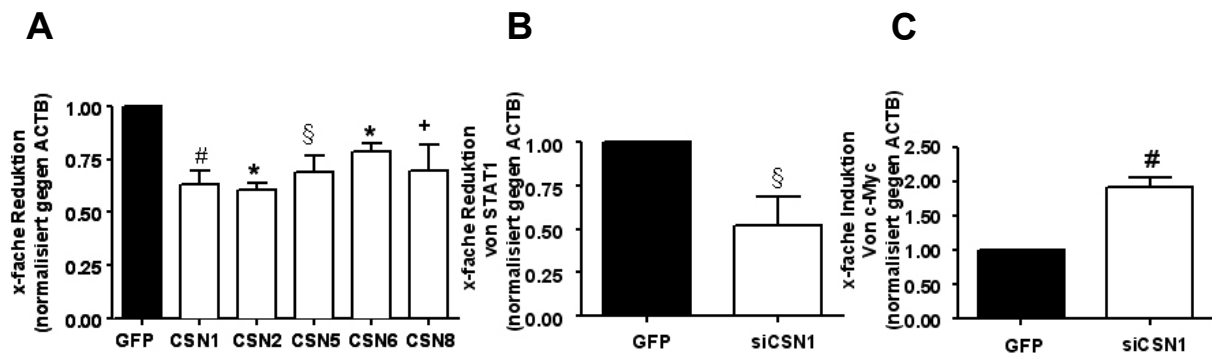 A
x-fache Reduktion
(normalisiert gegen ACTB)
1.00
0.75
0.50
0.25
0.00
#
*
§
*
+
GFP CSN1 CSN2 CSN5 CSN6 CSN8
B
x-fache Reduktion
von STAT1
(normalisiert gegen ACTB)
1.00
0.75
0.50
0.25
0.00
§
GFP siCSN1
C
x-fache Induktion
Von c-Myc
(normalisiert gegen ACTB)
2.50
2.00
1.50
1.00
0.50
0.00
#
GFP siCSN1